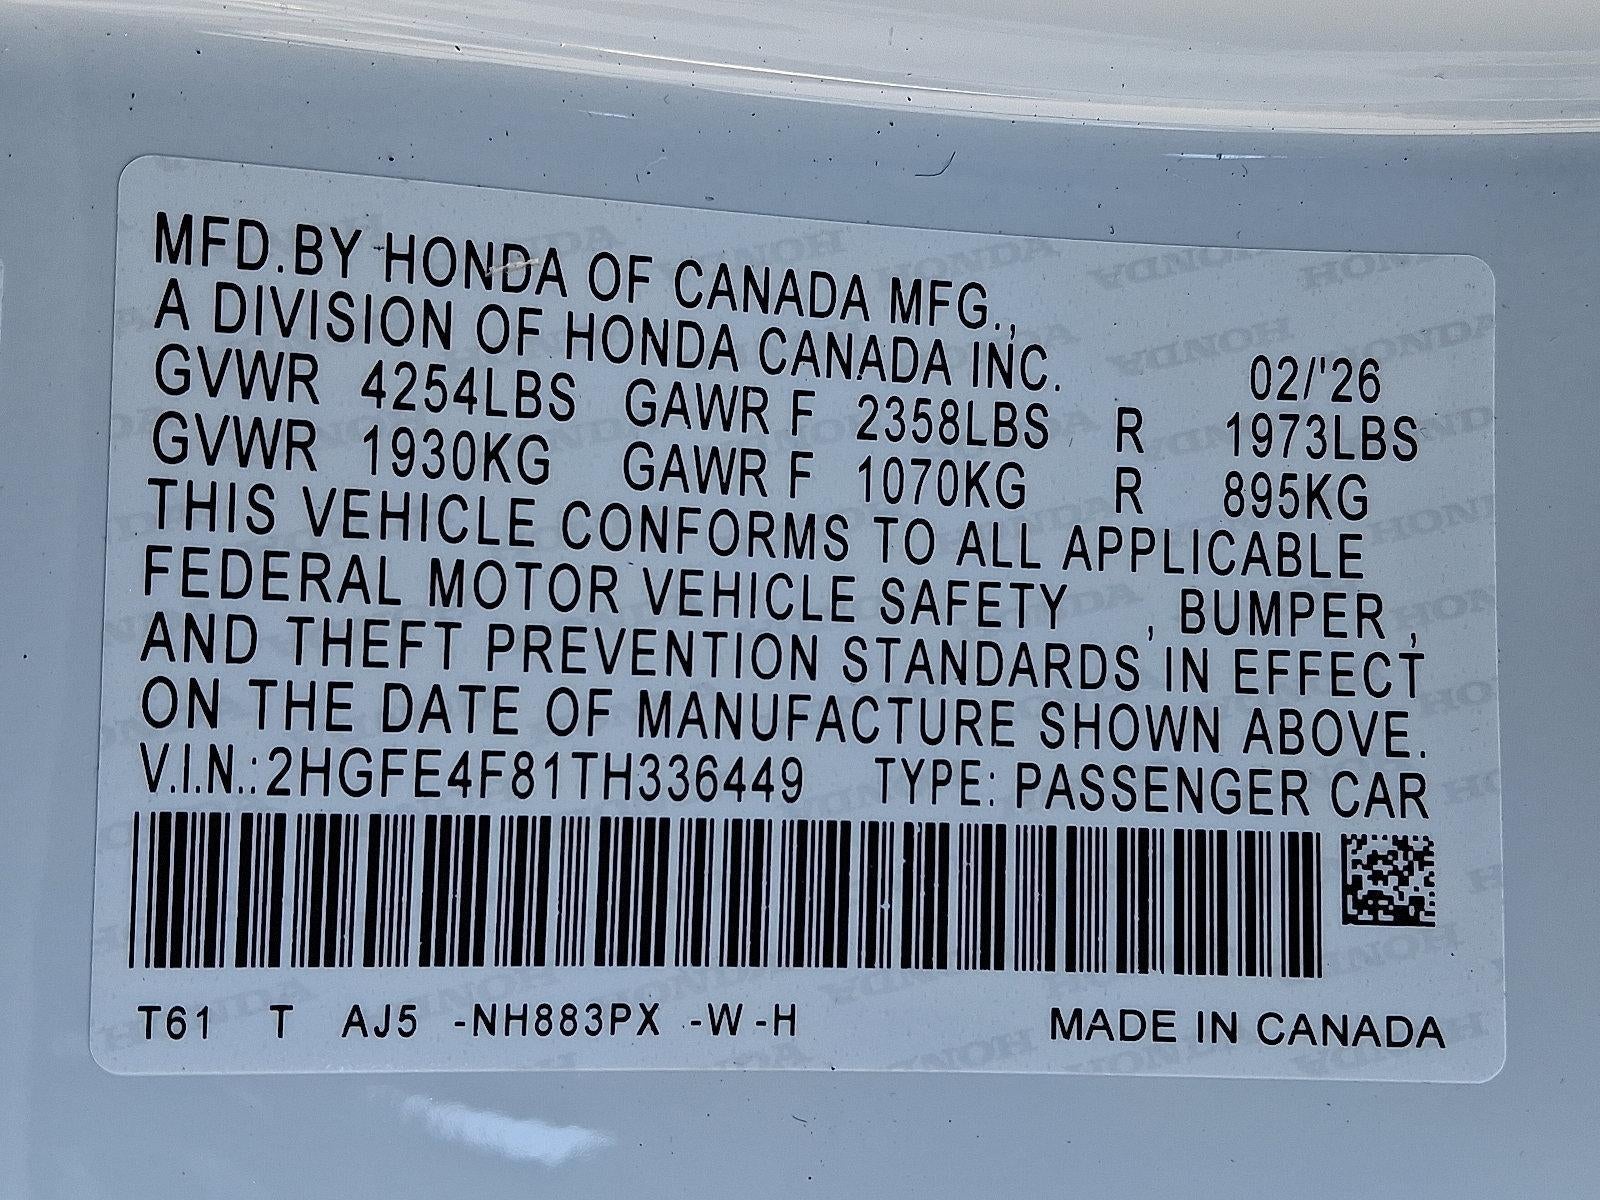 MFD.BY HONDA OF CANADA MFG.,
A DIVISION OF HONDA CANADA INC. 02/'26
GVWR 4254LBS GAWR F 2358LBS R 1973LBS
GVWR 1930KG GAWR F 1070KG R 895KG
THIS VEHICLE CONFORMS TO ALL APPLICABLE
FEDERAL MOTOR VEHICLE SAFETY , BUMPER,
AND THEFT PREVENTION STANDARDS IN EFFECT
ON THE DATE OF MANUFACTURE SHOWN ABOVE.
V.I.N.:2HGFE4F81TH336449 TYPE: PASSENGER CAR
T61 T AJ5 -NH883PX -W-H MADE IN CANADA